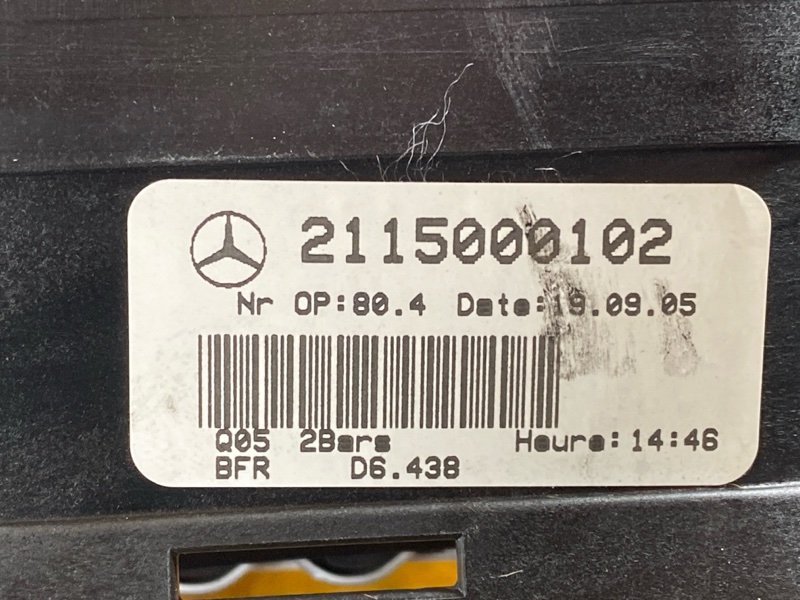 2115000102
Nr OP:80.4 Date:19.09.05
Q05 2Bars Heure:14:46
BFR D6.438